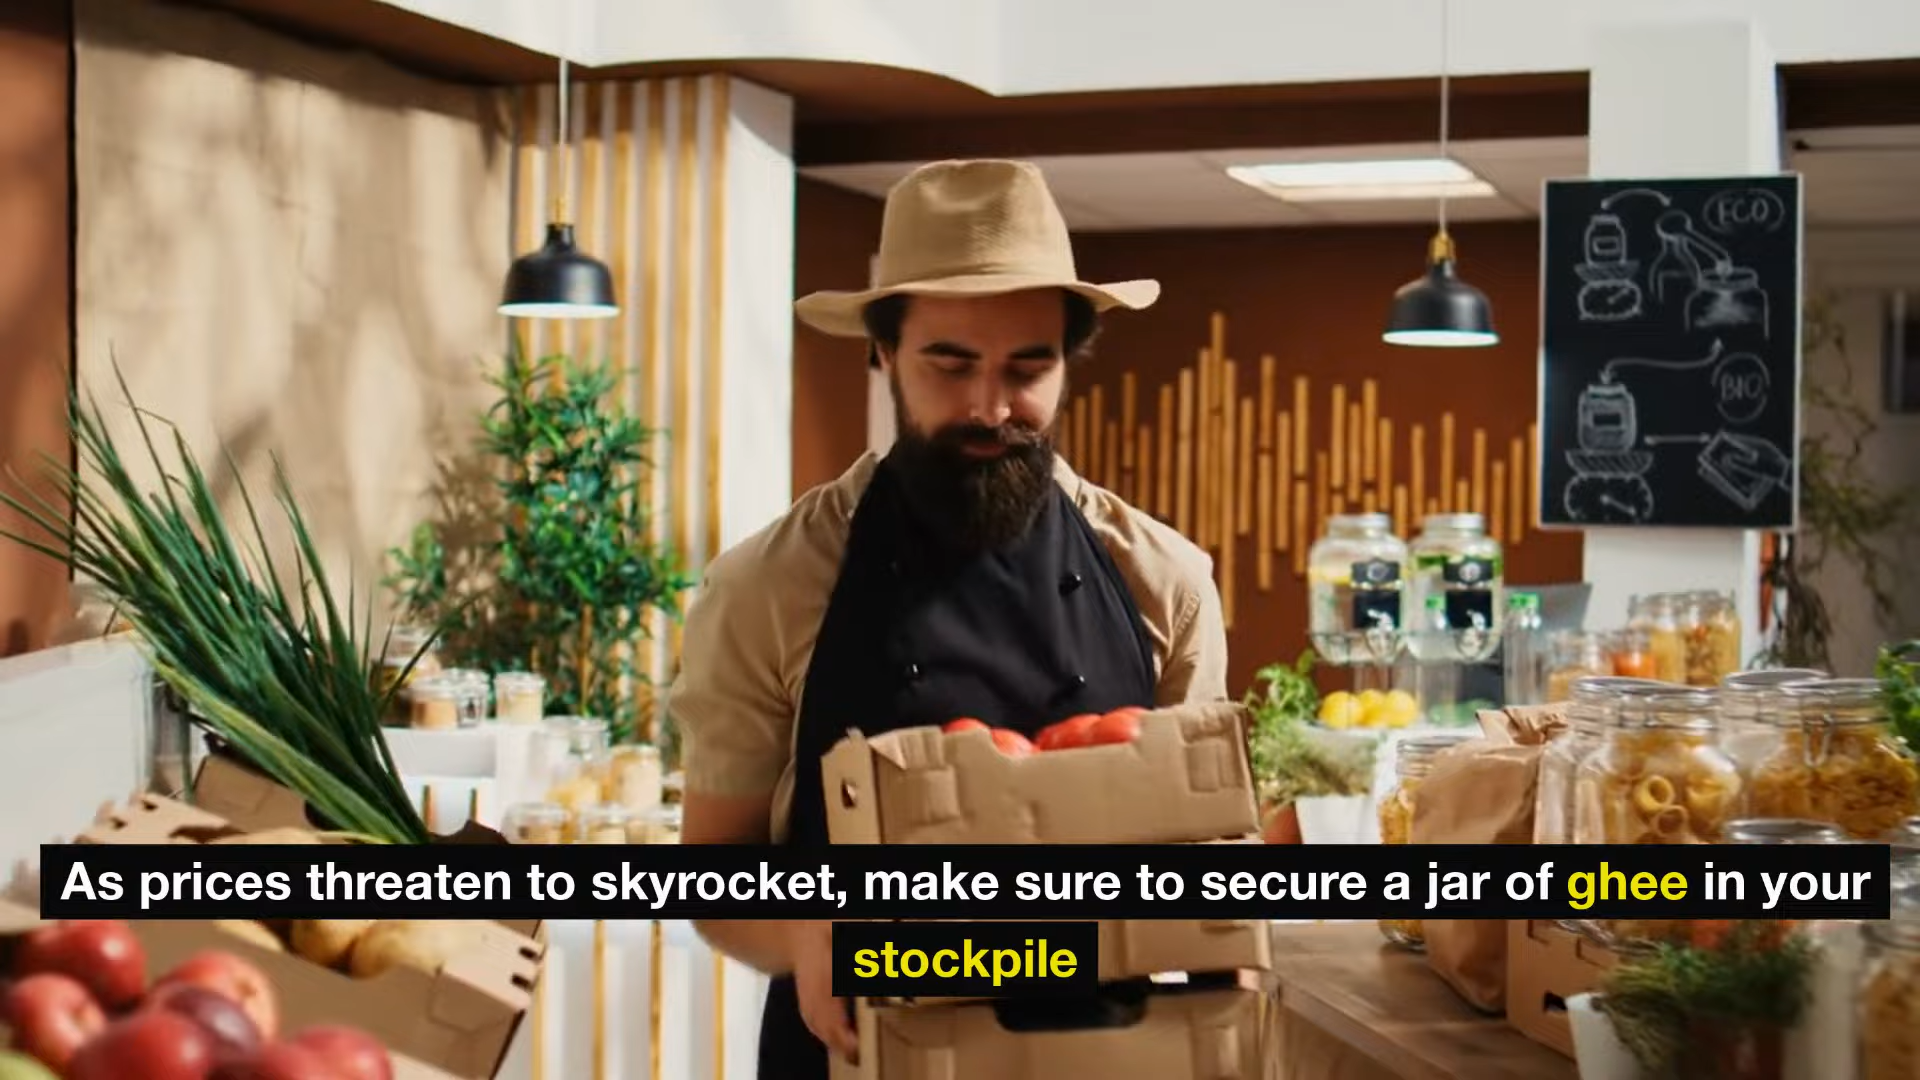 ECO
BIO
As prices threaten to skyrocket, make sure to secure a jar of ghee in your
stockpile